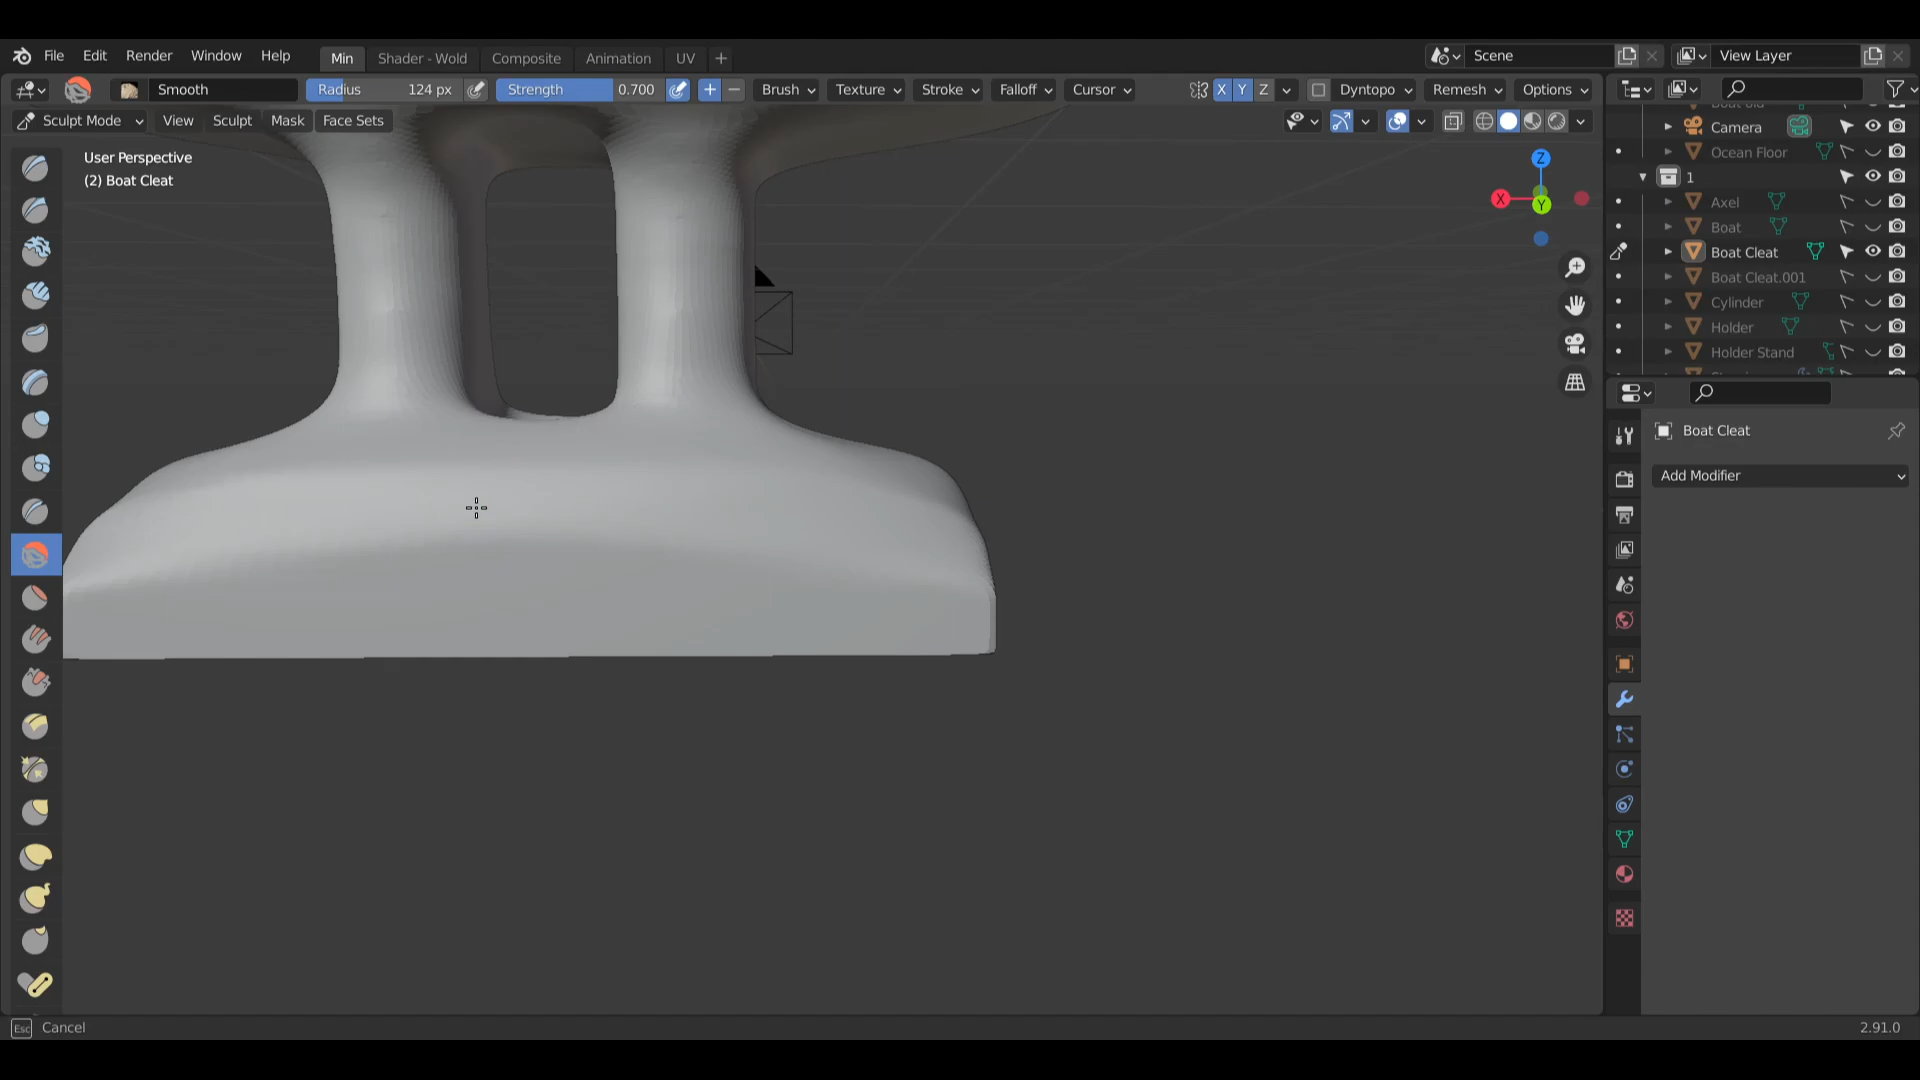 File Edit Render Window Help Min Shader - Wold Composite Animation UV + Scene View Layer
Smooth Radius 124 px Strength 0.700 Brush Texture Stroke Falloff Cursor X Y Z Dyntopo Remesh Options
Sculpt Mode View Sculpt Mask Face Sets
User Perspective
(2) Boat Cleat
Z
X
Y
Camera
Ocean Floor
1
Axel
Boat
Boat Cleat
Boat Cleat.001
Cylinder
Holder
Holder Stand
Boat Cleat
Add Modifier
Esc Cancel
2.91.0